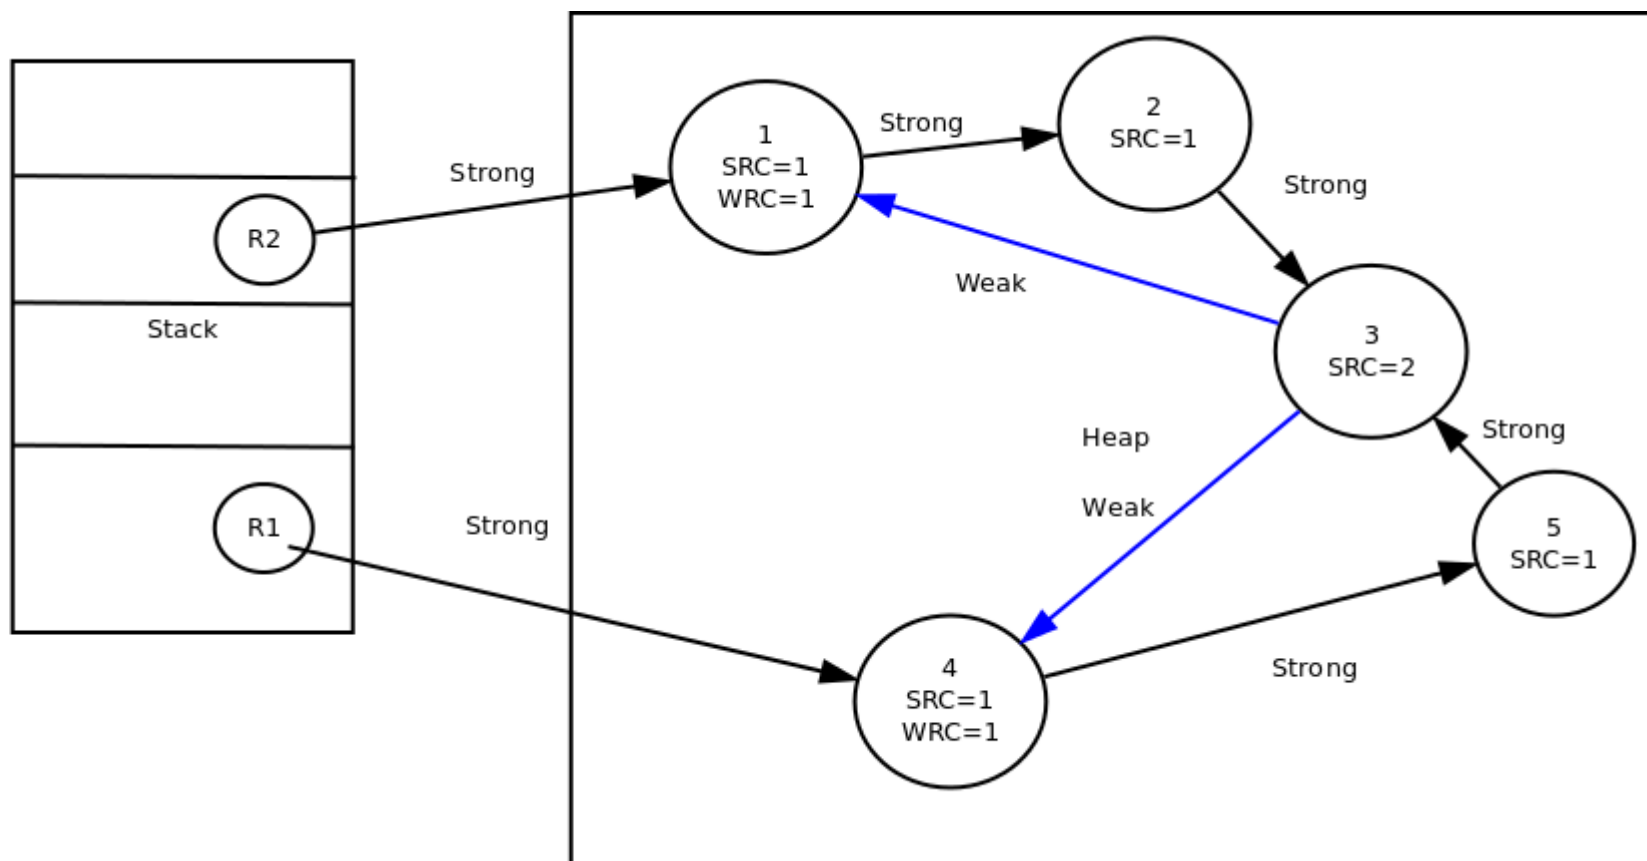 2
SRC=1
Strong
1
SRC=1
WRC=1
Strong
Strong
R2
Weak
Stack
3
SRC=2
Heap
Strong
Weak
Strong
R1
5
SRC=1
4
SRC=1
WRC=1
Strong